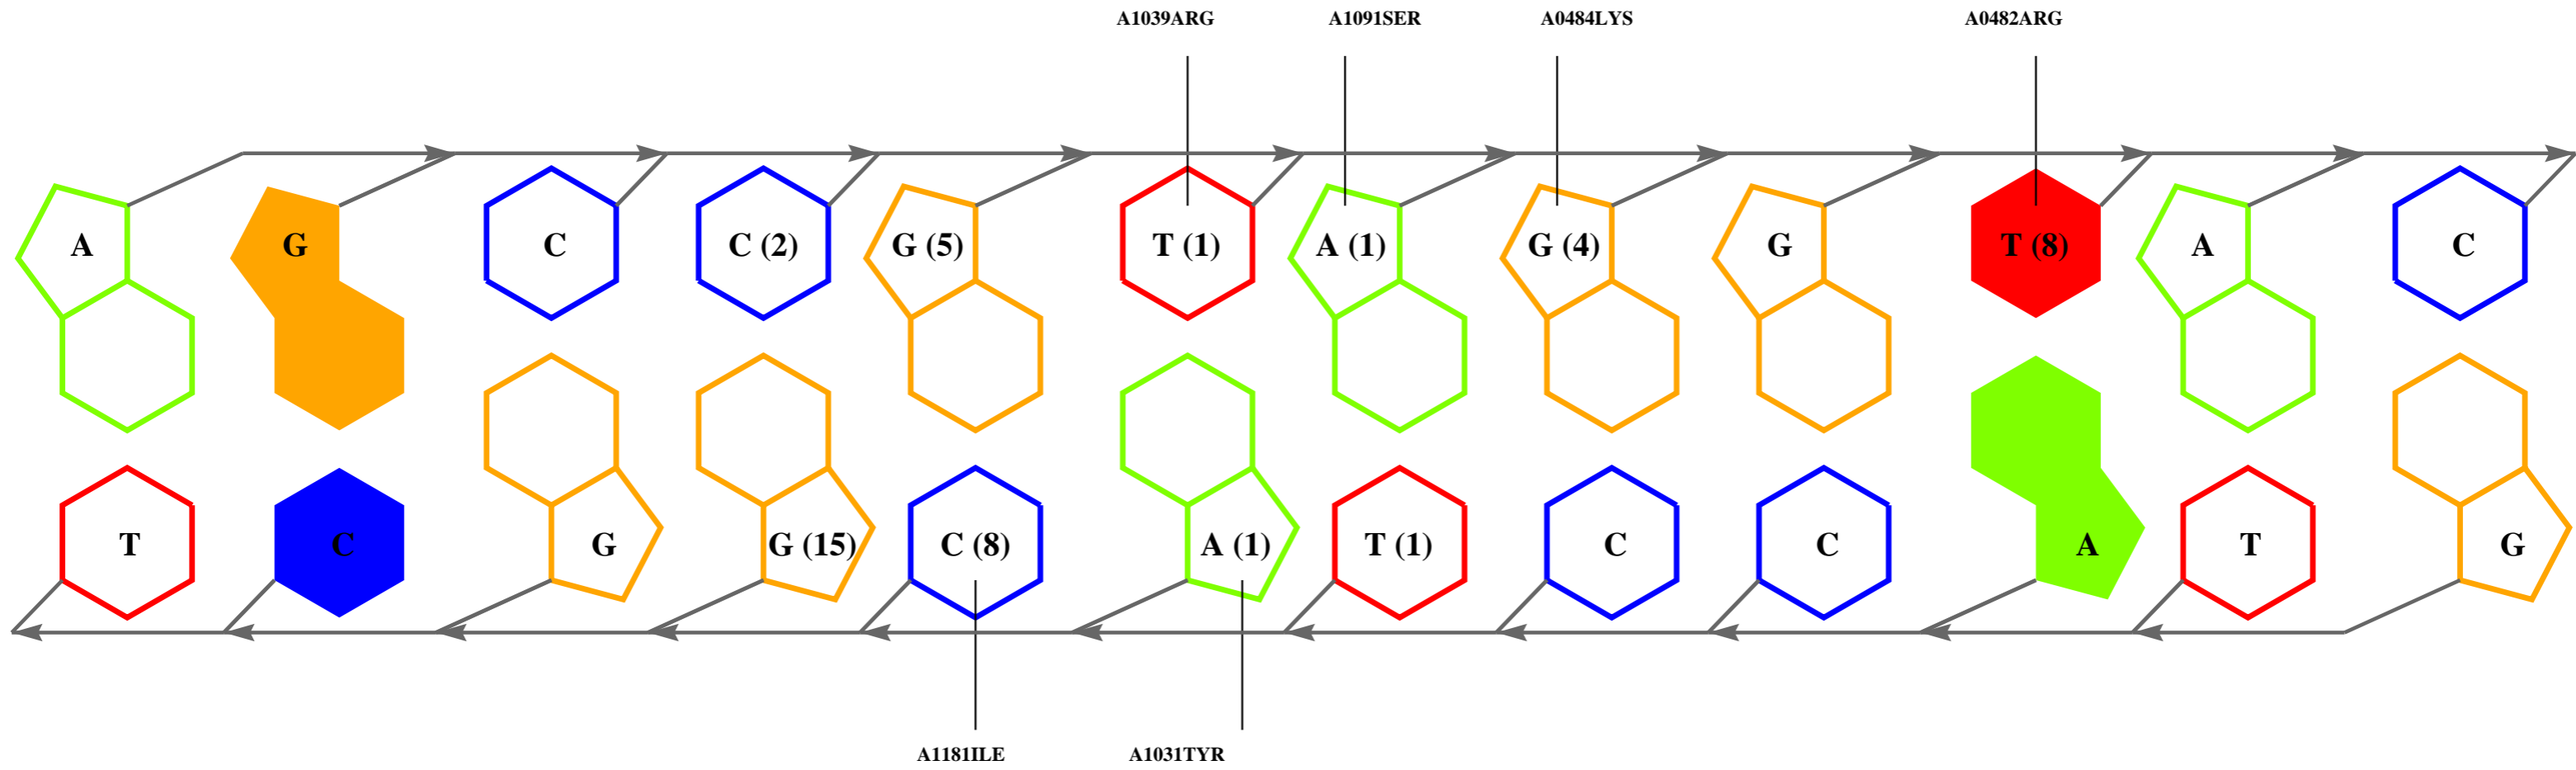 A1039ARG A1091SER A0484LYS A0482ARG
A G C C (2) G (5) T (1) A (1) G (4) G T (8) A C
T C G G (15) C (8) A (1) T (1) C C A T G
A1181ILE A1031TYR